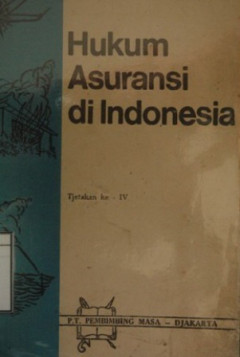 Hukum
Asuransi
di Indonesia
Tjetakan ke - IV
P.T. PEMBIMBING MASA - DJAKARTA